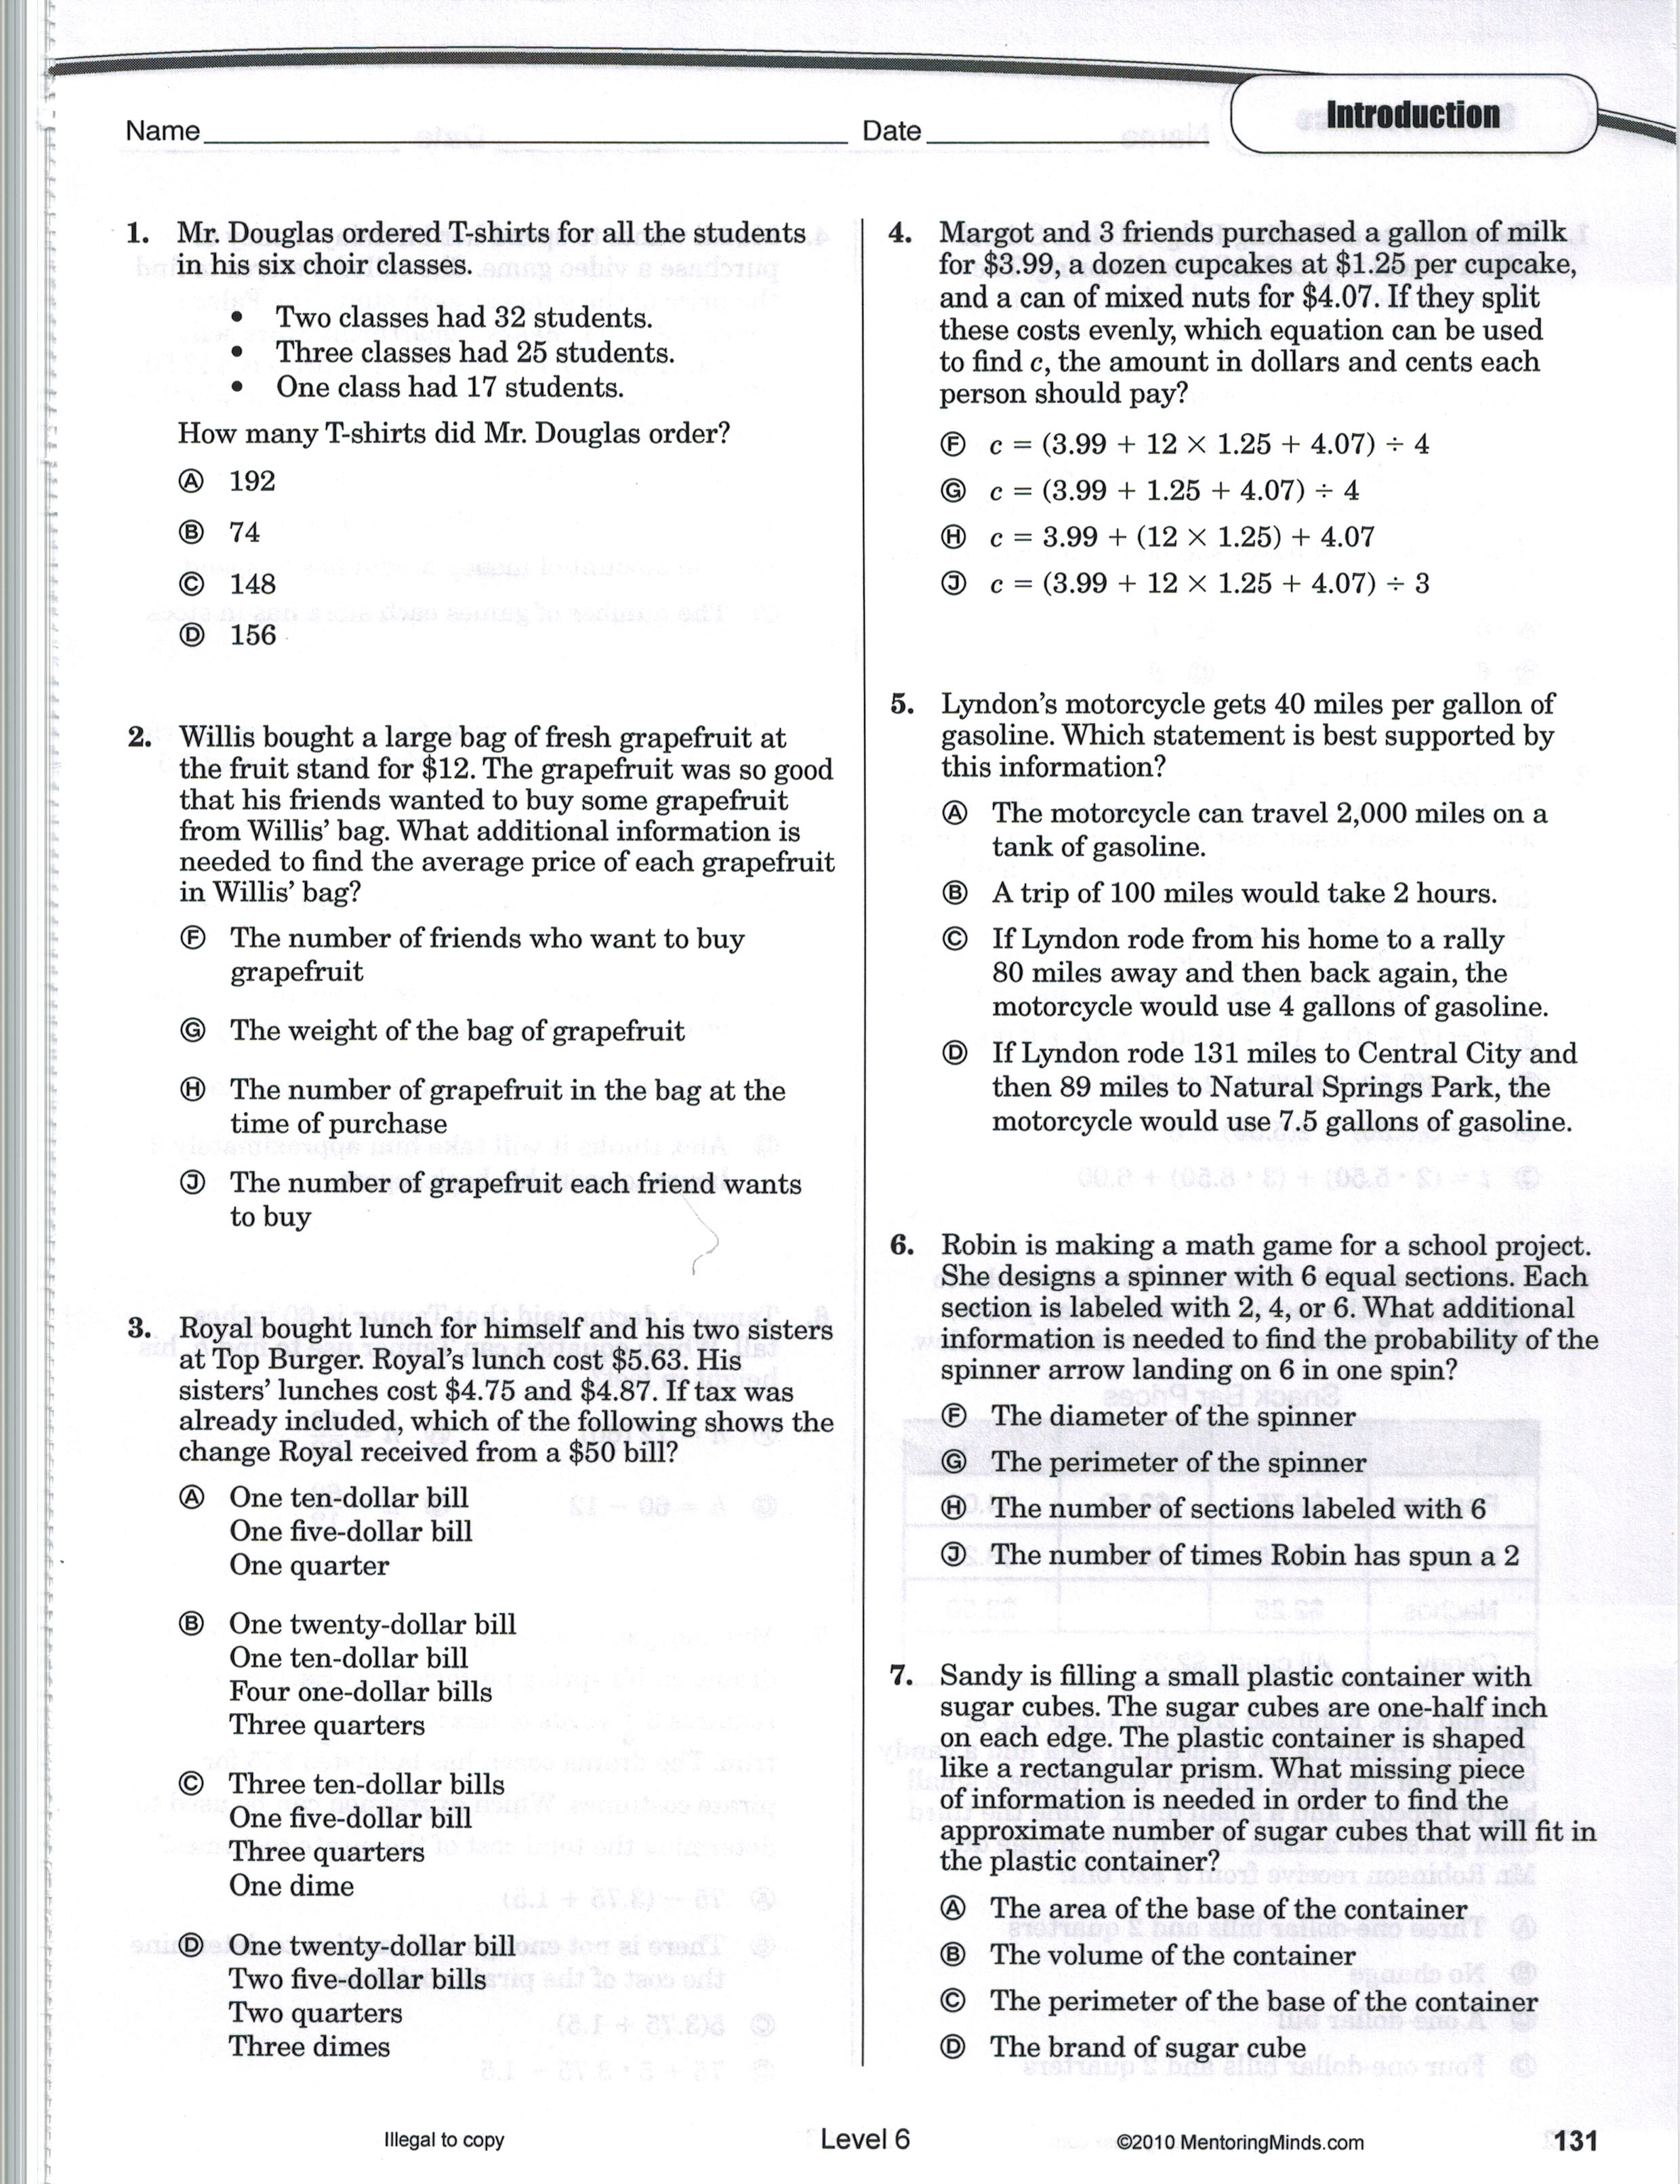 Introduction
Name Date
1. Mr. Douglas ordered T-shirts for all the students
in his six choir classes.
• Two classes had 32 students.
• Three classes had 25 students.
• One class had 17 students.
How many T-shirts did Mr. Douglas order?
Ⓐ 192
Ⓑ 74
Ⓒ 148
Ⓓ 156
2. Willis bought a large bag of fresh grapefruit at
the fruit stand for $12. The grapefruit was so good
that his friends wanted to buy some grapefruit
from Willis' bag. What additional information is
needed to find the average price of each grapefruit
in Willis' bag?
Ⓕ The number of friends who want to buy
grapefruit
Ⓖ The weight of the bag of grapefruit
Ⓗ The number of grapefruit in the bag at the
time of purchase
Ⓙ The number of grapefruit each friend wants
to buy
3. Royal bought lunch for himself and his two sisters
at Top Burger. Royal's lunch cost $5.63. His
sisters' lunches cost $4.75 and $4.87. If tax was
already included, which of the following shows the
change Royal received from a $50 bill?
Ⓐ One ten-dollar bill
One five-dollar bill
One quarter
Ⓑ One twenty-dollar bill
One ten-dollar bill
Four one-dollar bills
Three quarters
Ⓒ Three ten-dollar bills
One five-dollar bill
Three quarters
One dime
Ⓓ One twenty-dollar bill
Two five-dollar bills
Two quarters
Three dimes
4. Margot and 3 friends purchased a gallon of milk
for $3.99, a dozen cupcakes at $1.25 per cupcake,
and a can of mixed nuts for $4.07. If they split
these costs evenly, which equation can be used
to find c, the amount in dollars and cents each
person should pay?
Ⓕ c = (3.99 + 12 × 1.25 + 4.07) ÷ 4
Ⓖ c = (3.99 + 1.25 + 4.07) ÷ 4
Ⓗ c = 3.99 + (12 × 1.25) + 4.07
Ⓙ c = (3.99 + 12 × 1.25 + 4.07) ÷ 3
5. Lyndon's motorcycle gets 40 miles per gallon of
gasoline. Which statement is best supported by
this information?
Ⓐ The motorcycle can travel 2,000 miles on a
tank of gasoline.
Ⓑ A trip of 100 miles would take 2 hours.
Ⓒ If Lyndon rode from his home to a rally
80 miles away and then back again, the
motorcycle would use 4 gallons of gasoline.
Ⓓ If Lyndon rode 131 miles to Central City and
then 89 miles to Natural Springs Park, the
motorcycle would use 7.5 gallons of gasoline.
6. Robin is making a math game for a school project.
She designs a spinner with 6 equal sections. Each
section is labeled with 2, 4, or 6. What additional
information is needed to find the probability of the
spinner arrow landing on 6 in one spin?
Ⓕ The diameter of the spinner
Ⓖ The perimeter of the spinner
Ⓗ The number of sections labeled with 6
Ⓙ The number of times Robin has spun a 2
7. Sandy is filling a small plastic container with
sugar cubes. The sugar cubes are one-half inch
on each edge. The plastic container is shaped
like a rectangular prism. What missing piece
of information is needed in order to find the
approximate number of sugar cubes that will fit in
the plastic container?
Ⓐ The area of the base of the container
Ⓑ The volume of the container
Ⓒ The perimeter of the base of the container
Ⓓ The brand of sugar cube
Illegal to copy Level 6 ©2010 MentoringMinds.com 131